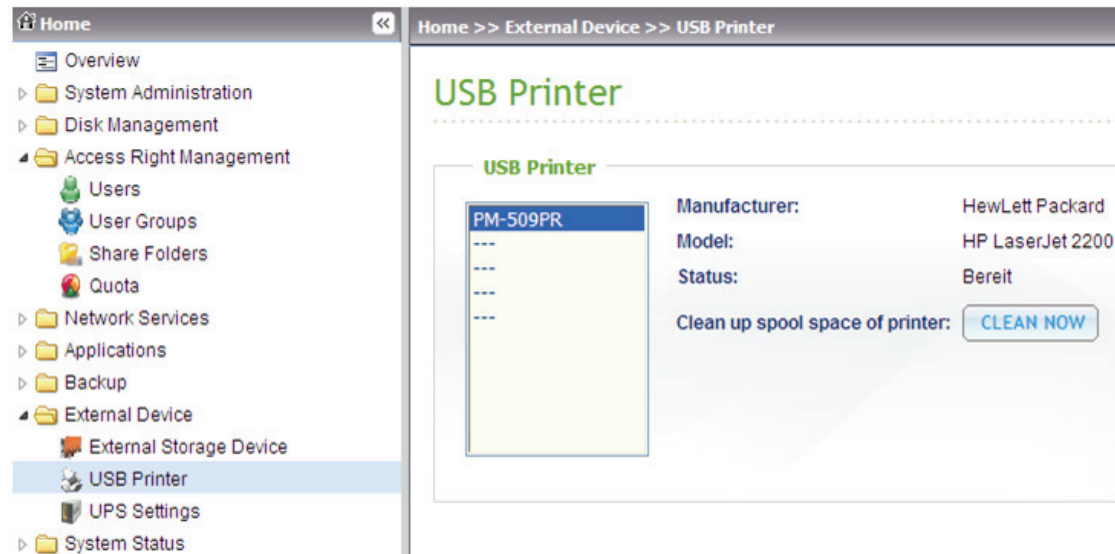 Home
Overview
System Administration
Disk Management
Access Right Management
Users
User Groups
Share Folders
Quota
Network Services
Applications
Backup
External Device
External Storage Device
USB Printer
UPS Settings
System Status
Home >> External Device >> USB Printer
USB Printer
USB Printer
PM-509PR
---
---
---
---
Manufacturer: HewLett Packard
Model: HP LaserJet 2200
Status: Bereit
Clean up spool space of printer: CLEAN NOW